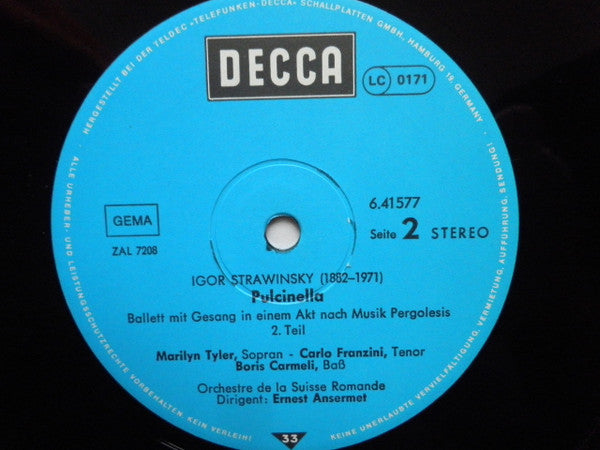 HERGESTELLT BEI DER TELDEC »TELEFUNKEN-DECCA« SCHALLPLATTEN GMBH, HAMBURG 19, GERMANY
DECCA
LC 0171
GEMA
ZAL 7208
6.41577
Seite 2 STEREO
IGOR STRAWINSKY (1882–1971)
Pulcinella
Ballett mit Gesang in einem Akt nach Musik Pergolesis
2. Teil
Marilyn Tyler, Sopran – Carlo Franzini, Tenor
Boris Carmeli, Baß
Orchestre de la Suisse Romande
Dirigent: Ernest Ansermet
ALLE URHEBER- UND LEISTUNGSSCHUTZRECHTE VORBEHALTEN. KEIN VERLEIH!
KEINE UNERLAUBTE VERVIELFÄLTIGUNG, VERMIETUNG, AUFFÜHRUNG, SENDUNG!
33